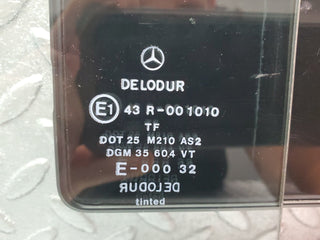 DELODUR
E1 43 R-001010
TF
DOT 25 M210 AS2
DGM 35 604 VT
E-000 32
DELODUR
tinted